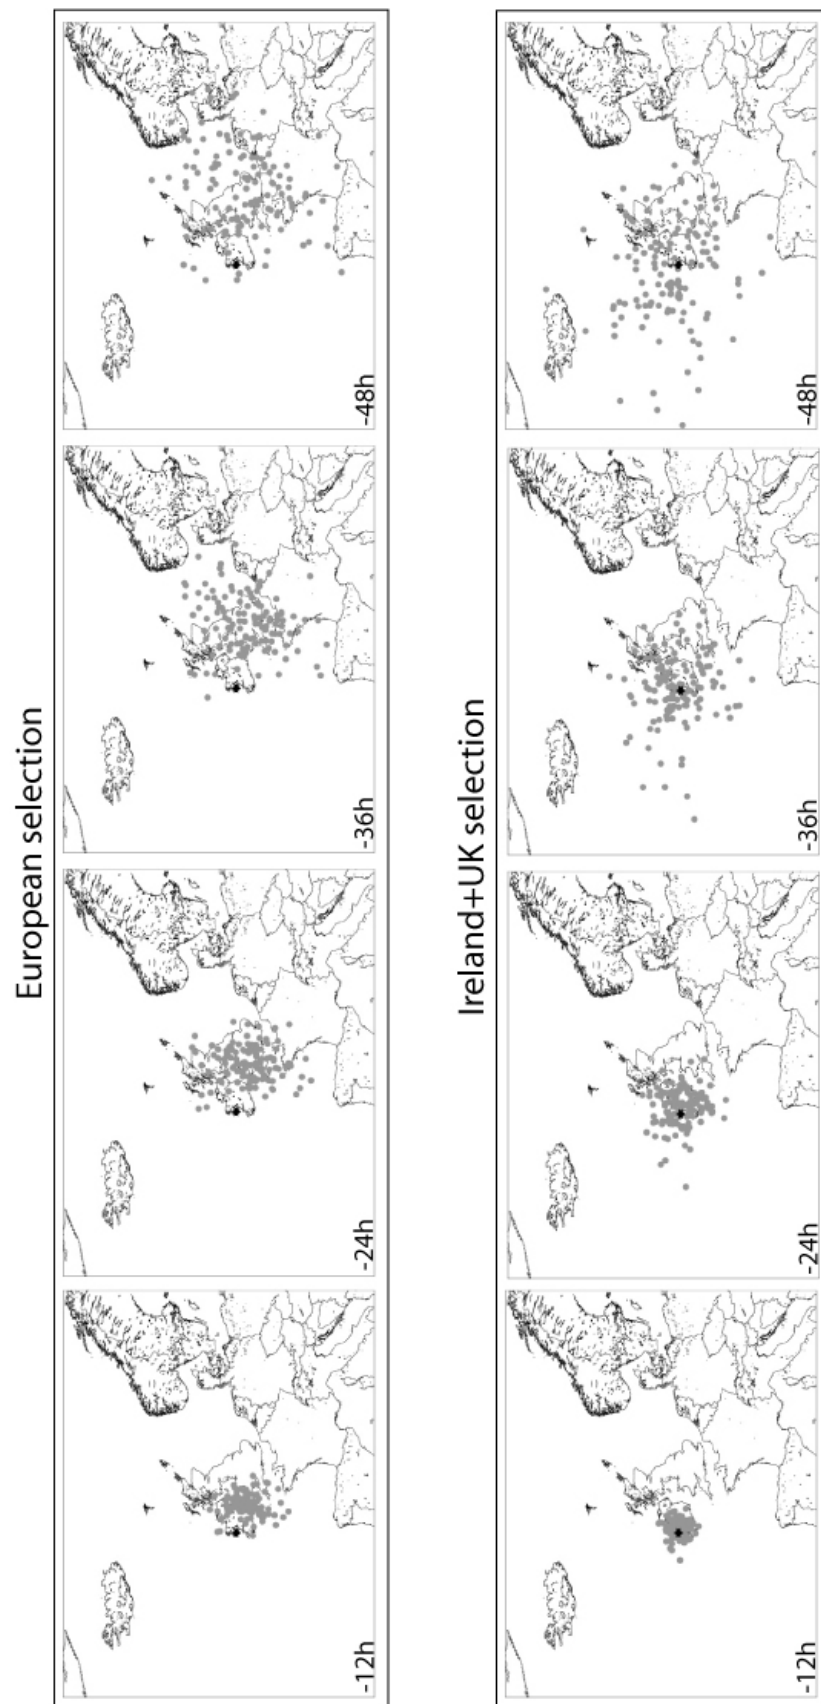 European selection
-12h
-24h
-36h
-48h
Ireland+UK selection
-12h
-24h
-36h
-48h